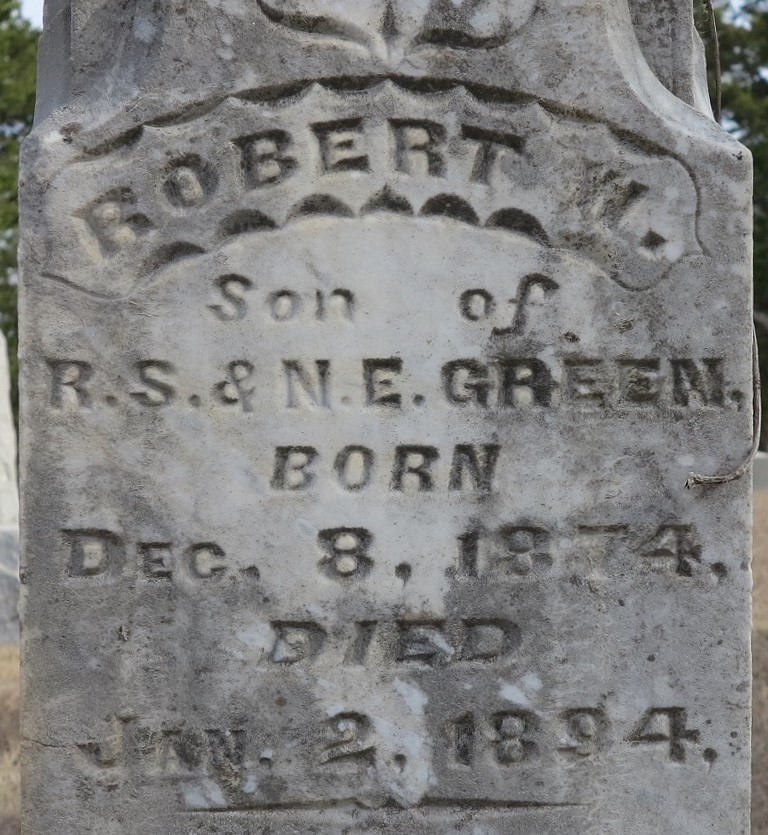 ROBERT W.
Son of
R.S. & N.E. GREEN.
BORN
DEC. 8, 1874,
DIED
JAN. 2, 1894,